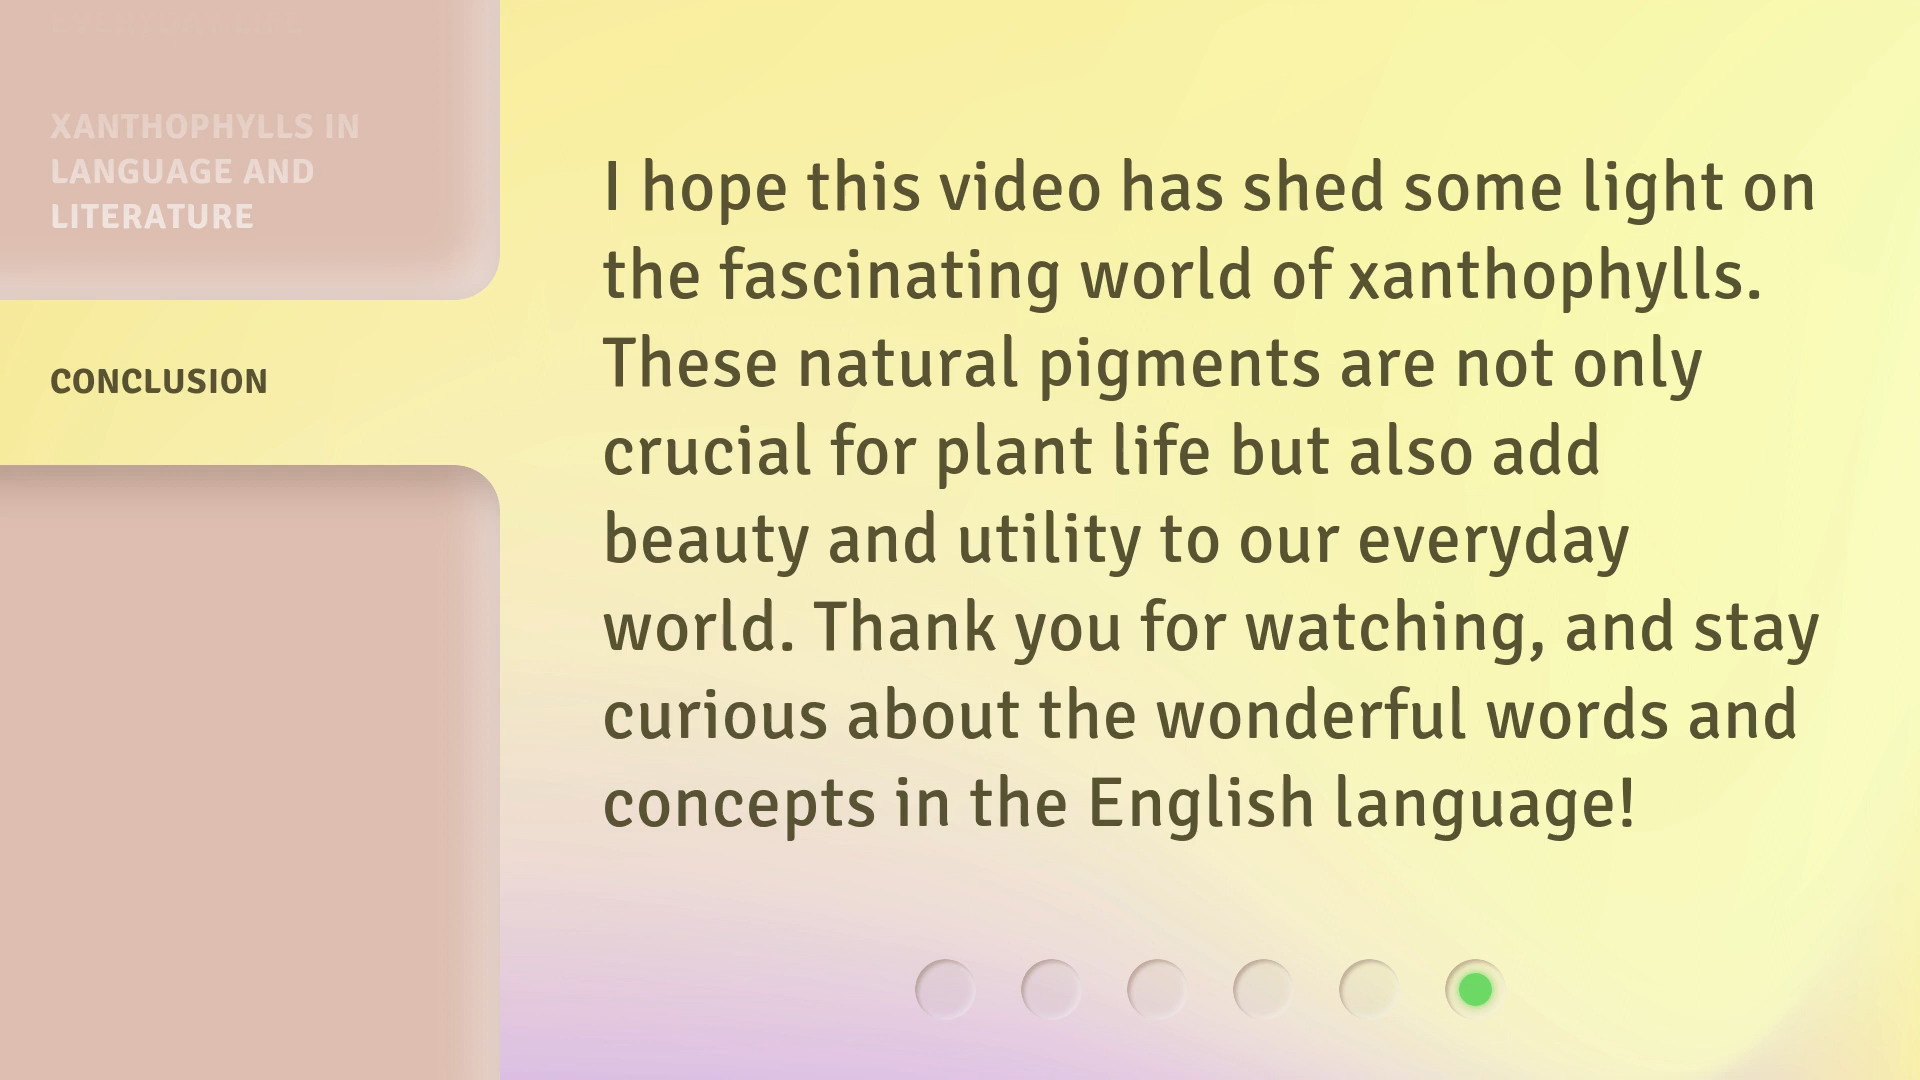 XANTHOPHYLLS IN
LANGUAGE AND
LITERATURE
CONCLUSION
I hope this video has shed some light on
the fascinating world of xanthophylls.
These natural pigments are not only
crucial for plant life but also add
beauty and utility to our everyday
world. Thank you for watching, and stay
curious about the wonderful words and
concepts in the English language!